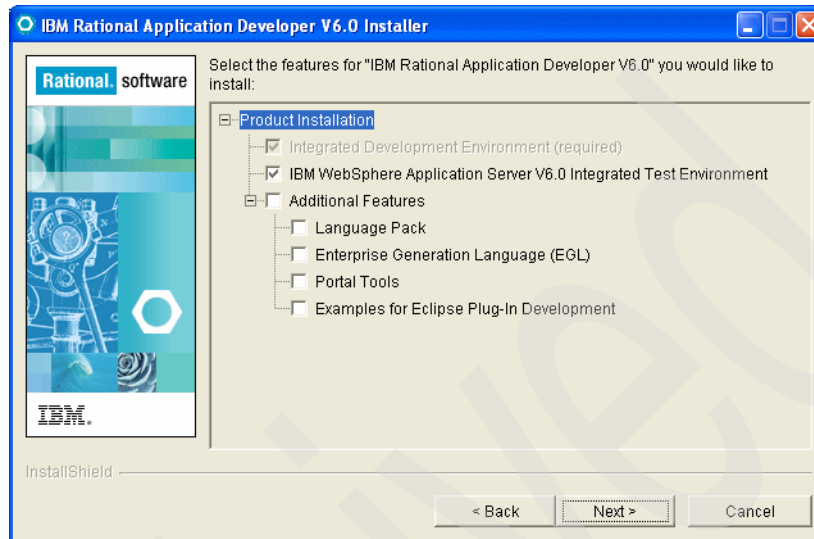 IBM Rational Application Developer V6.0 Installer
Rational. software
Select the features for "IBM Rational Application Developer V6.0" you would like to
install:
Product Installation
Integrated Development Environment (required)
IBM WebSphere Application Server V6.0 Integrated Test Environment
Additional Features
Language Pack
Enterprise Generation Language (EGL)
Portal Tools
Examples for Eclipse Plug-In Development
IBM.
InstallShield
< Back
Next >
Cancel